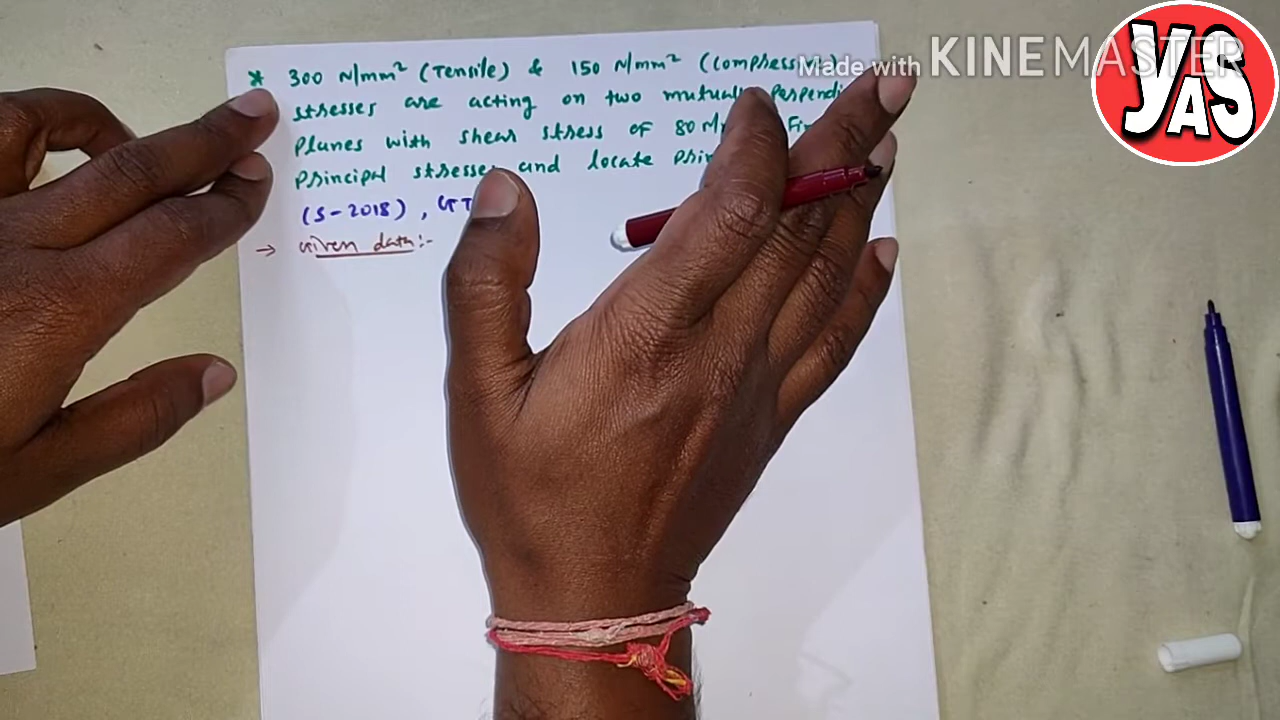 * 300 N/mm² (Tensile) & 150 N/mm² (compressive)
stresses are acting on two mutually
planes with shear stress of 80
principal stresses and locate
(S-2018) ,
→ Given data:-
Made with KINEMASTER
YAS